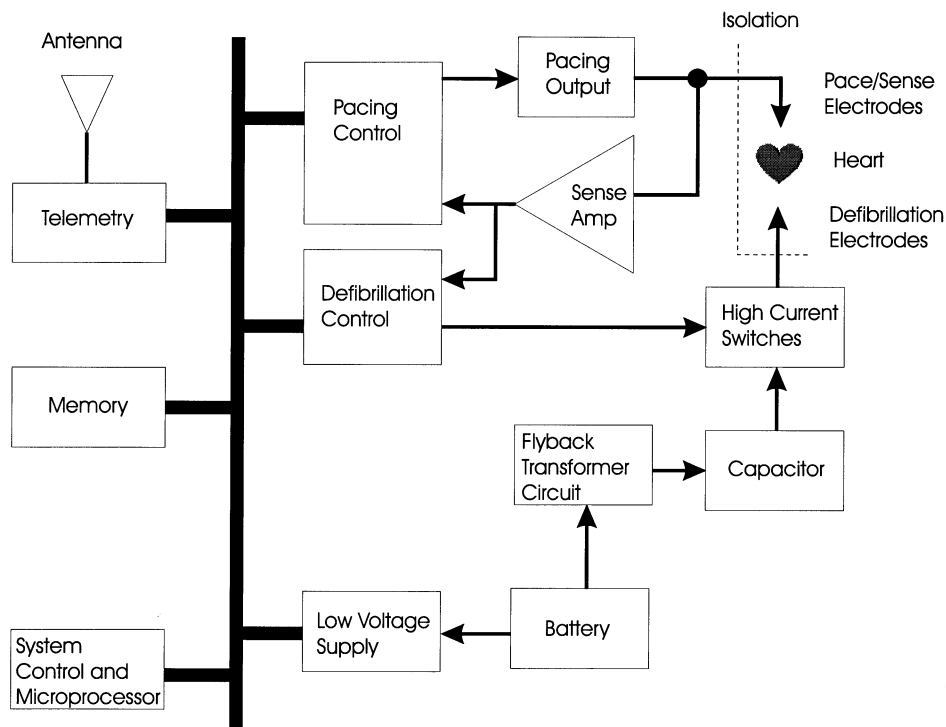 Isolation
Antenna
Pacing
Output
Pacing
Control
Pace/Sense
Electrodes
Heart
Sense
Amp
Telemetry
Defibrillation
Electrodes
Defibrillation
Control
High Current
Switches
Memory
Flyback
Transformer
Circuit
Capacitor
Low Voltage
Supply
Battery
System
Control and
Microprocessor